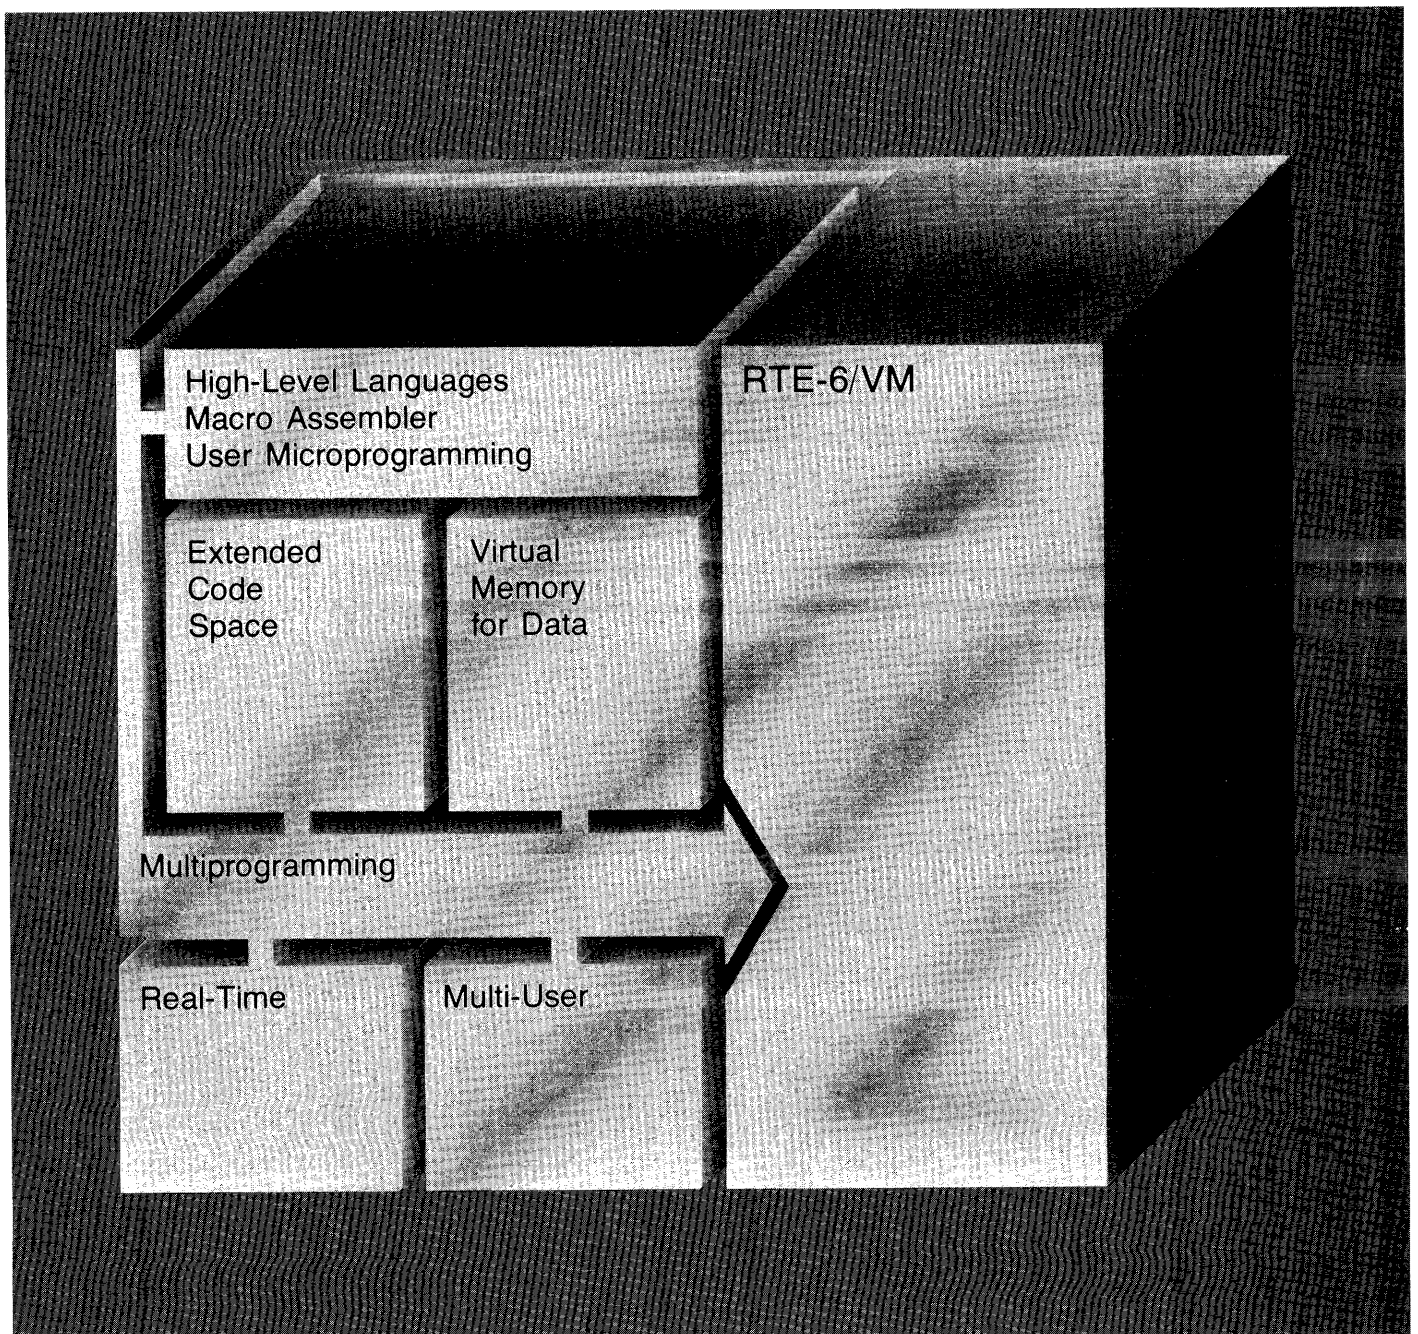 High-Level Languages
Macro Assembler
User Microprogramming
RTE-6/VM
Extended
Code
Space
Virtual
Memory
for Data
Multiprogramming
Real-Time
Multi-User